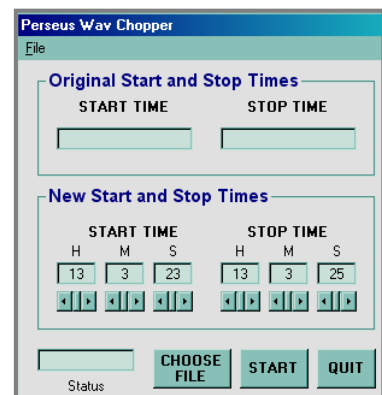 Perseus Wav Chopper
File
Original Start and Stop Times
START TIME STOP TIME
New Start and Stop Times
START TIME STOP TIME
H M S H M S
13 3 23 13 3 25
Status CHOOSE FILE START QUIT